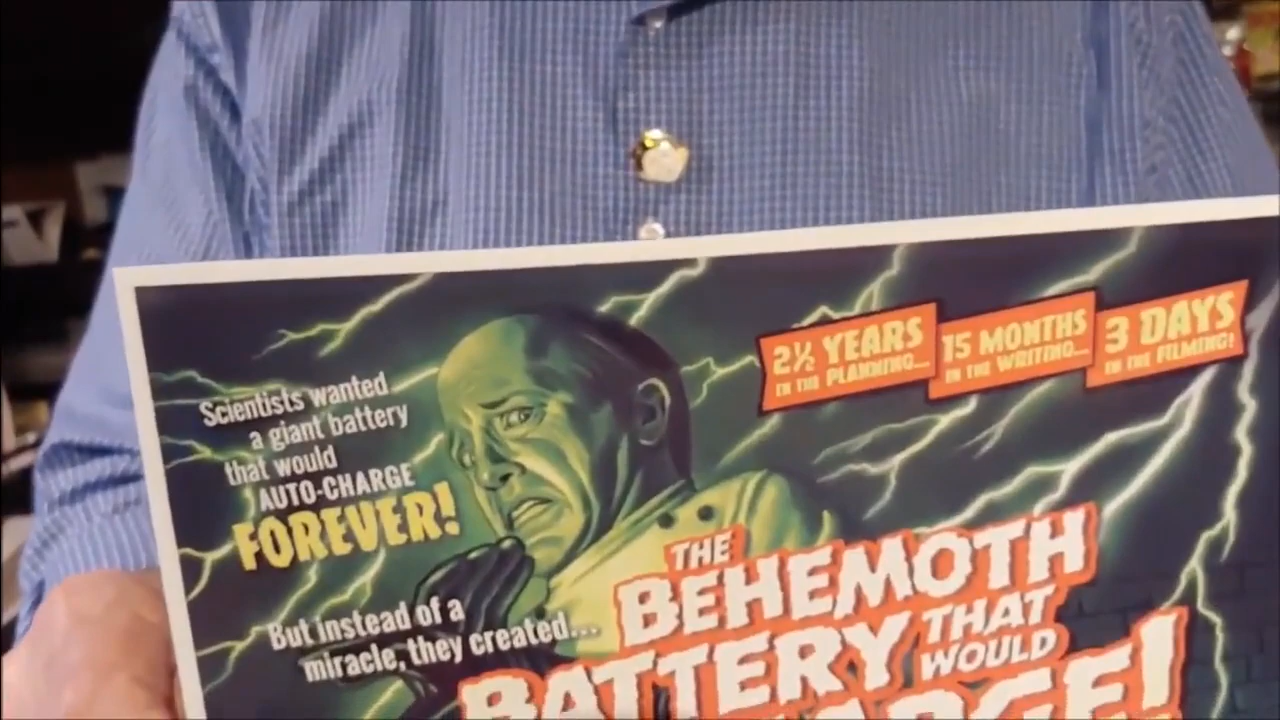 Scientists wanted
a giant battery
that would
AUTO-CHARGE
FOREVER!
But instead of a
miracle, they created...
2½ YEARS
IN THE PLANNING...
15 MONTHS
IN THE WRITING...
3 DAYS
IN THE FILMING!
THE
BEHEMOTH
BATTERY THAT
WOULD